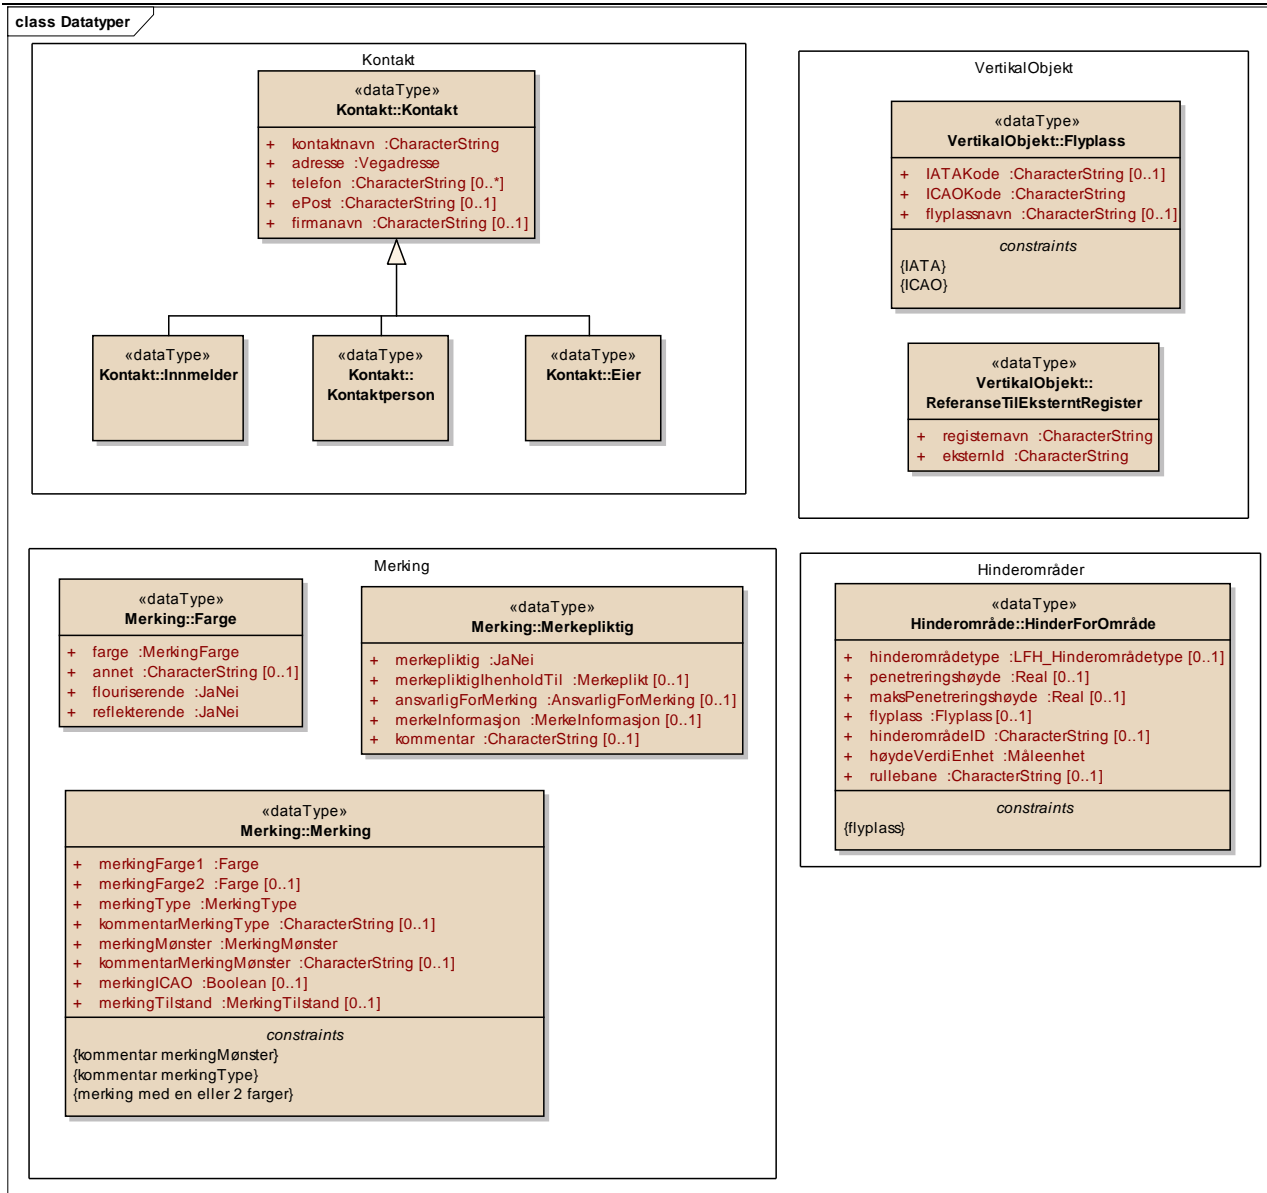 class Datatyper
Kontakt
«dataType»
Kontakt::Kontakt
+ kontaktnavn :CharacterString
+ adresse :Vegadresse
+ telefon :CharacterString [0..*]
+ ePost :CharacterString [0..1]
+ firmanavn :CharacterString [0..1]
«dataType»
Kontakt::Innmelder
«dataType»
Kontakt::
Kontaktperson
«dataType»
Kontakt::Eier
VertikalObjekt
«dataType»
VertikalObjekt::Flyplass
+ IATAKode :CharacterString [0..1]
+ ICAOKode :CharacterString
+ flyplassnavn :CharacterString [0..1]
constraints
{IATA}
{ICAO}
«dataType»
VertikalObjekt::
ReferanseTilEksterntRegister
+ registernavn :CharacterString
+ eksternId :CharacterString
Merking
«dataType»
Merking::Farge
+ farge :MerkingFarge
+ annet :CharacterString [0..1]
+ flouriserende :JaNei
+ reflekterende :JaNei
«dataType»
Merking::Merkepliktig
+ merkepliktig :JaNei
+ merkepliktigIhenholdTil :Merkeplikt [0..1]
+ ansvarligForMerking :AnsvarligForMerking [0..1]
+ merkeInformasjon :MerkeInformasjon [0..1]
+ kommentar :CharacterString [0..1]
«dataType»
Merking::Merking
+ merkingFarge1 :Farge
+ merkingFarge2 :Farge [0..1]
+ merkingType :MerkingType
+ kommentarMerkingType :CharacterString [0..1]
+ merkingMønster :MerkingMønster
+ kommentarMerkingMønster :CharacterString [0..1]
+ merkingICAO :Boolean [0..1]
+ merkingTilstand :MerkingTilstand [0..1]
constraints
{kommentar merkingMønster}
{kommentar merkingType}
{merking med en eller 2 farger}
Hinderområder
«dataType»
Hinderområde::HinderForOmråde
+ hinderområdetype :LFH_Hinderområdetype [0..1]
+ penetreringshøyde :Real [0..1]
+ maksPenetreringshøyde :Real [0..1]
+ flyplass :Flyplass [0..1]
+ hinderområdeID :CharacterString [0..1]
+ høydeVerdiEnhet :Måleenhet
+ rullebane :CharacterString [0..1]
constraints
{flyplass}